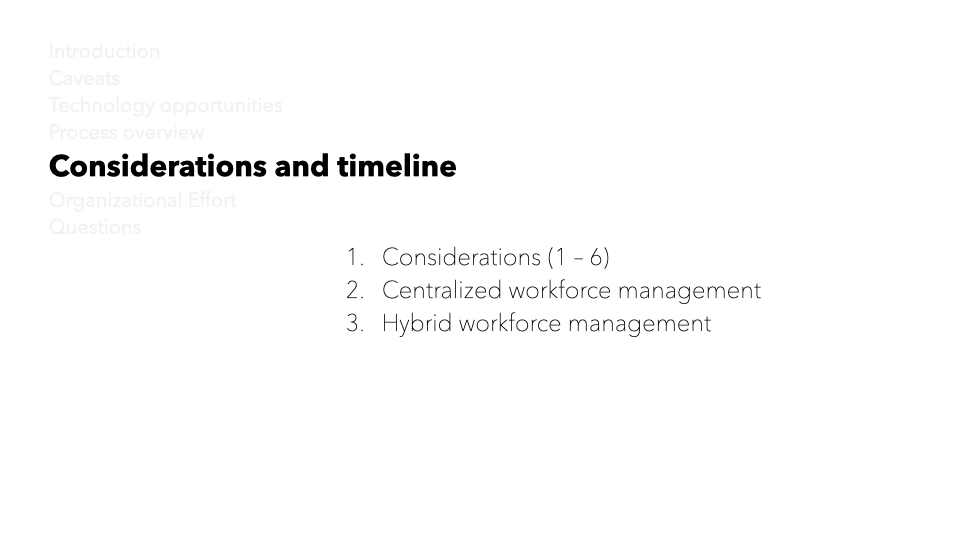 Introduction
Caveats
Technology opportunities
Process overview
Considerations and timeline
Organizational Effort
Questions
1. Considerations (1 – 6)
2. Centralized workforce management
3. Hybrid workforce management